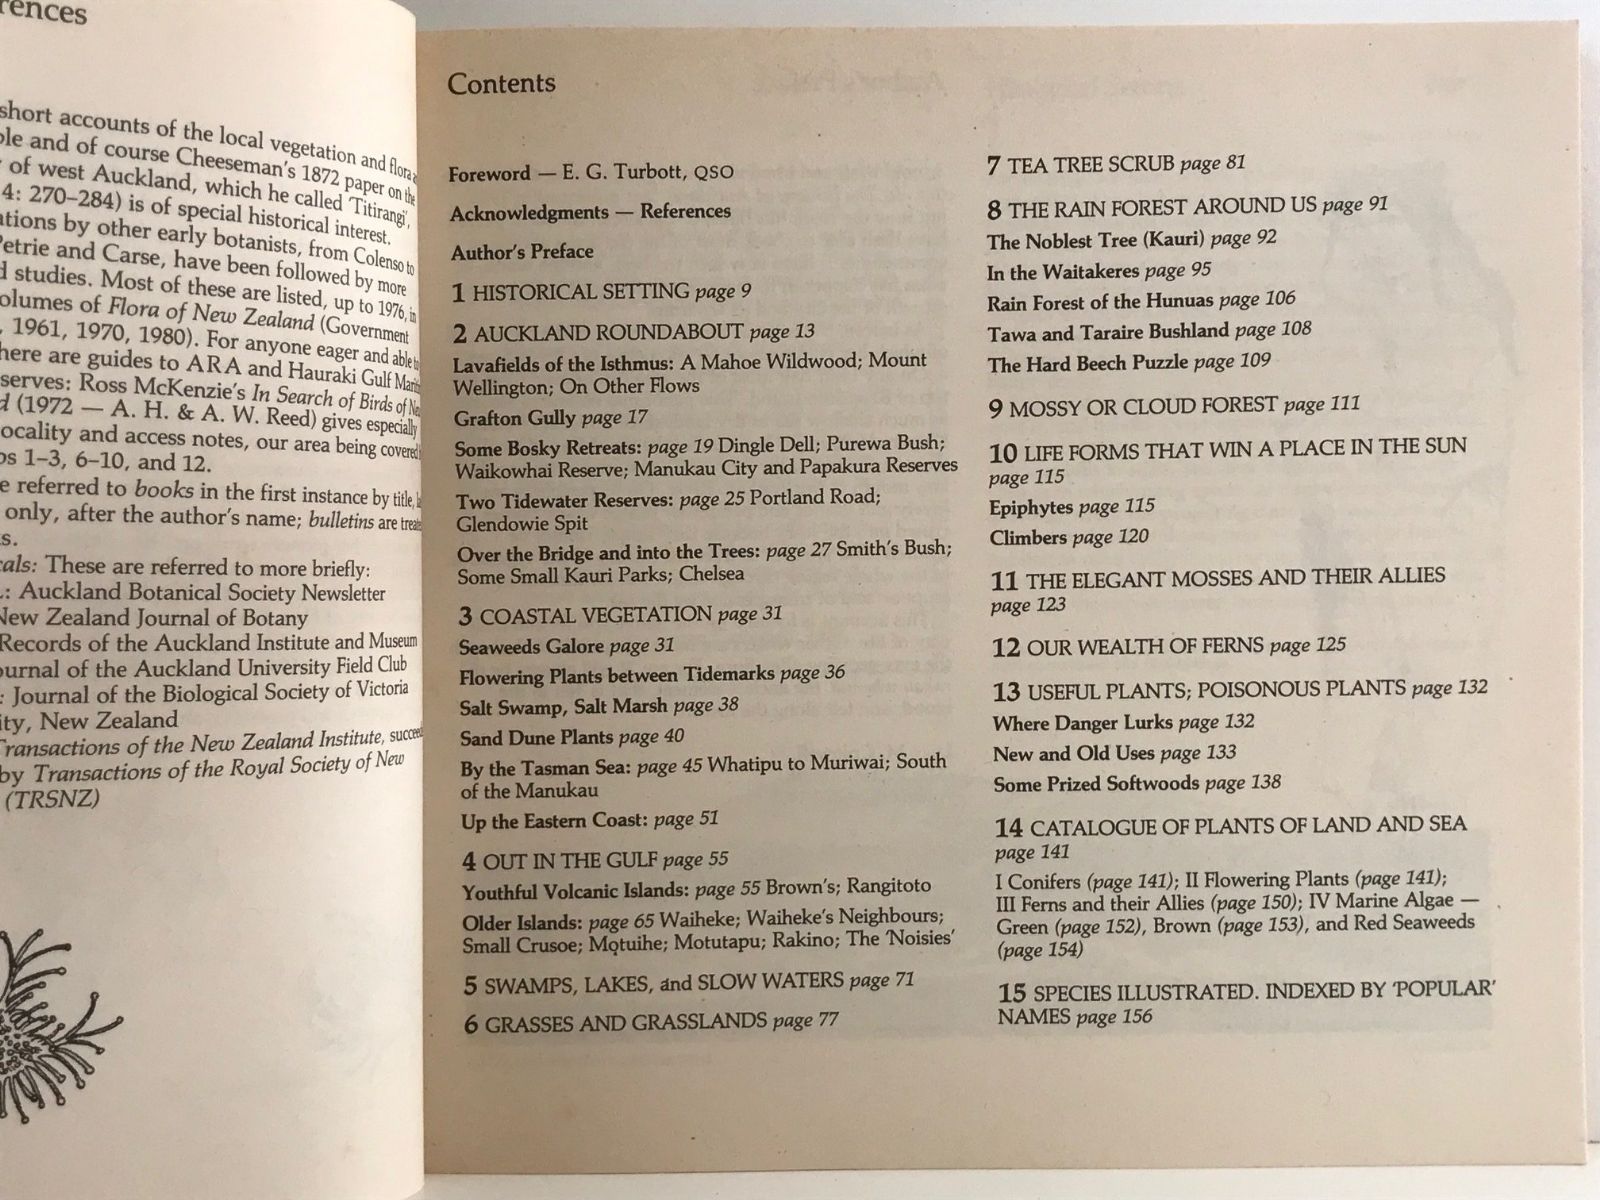 short accounts of the local vegetation and flora
and of course Cheeseman's 1872 paper on the
of west Auckland, which he called 'Titirangi',
4: 270–284) is of special historical interest.
by other early botanists, from Colenso to
Petrie and Carse, have been followed by more
studies. Most of these are listed, up to 1976, in
of Flora of New Zealand (Government
, 1961, 1970, 1980). For anyone eager and able
are guides to ARA and Hauraki Gulf
Ross McKenzie's In Search of Birds of
(1972 — A. H. & A. W. Reed) gives especially
locality and access notes, our area being covered
1–3, 6–10, and 12.
referred to books in the first instance by title,
only, after the author's name; bulletins are
These are referred to more briefly:
Auckland Botanical Society Newsletter
New Zealand Journal of Botany
Records of the Auckland Institute and Museum
Journal of the Auckland University Field Club
: Journal of the Biological Society of Victoria
New Zealand
Transactions of the New Zealand Institute,
by Transactions of the Royal Society of New
(TRSNZ)
Contents
Foreword — E. G. Turbott, QSO
Acknowledgments — References
Author's Preface
1 HISTORICAL SETTING page 9
2 AUCKLAND ROUNDABOUT page 13
Lavafields of the Isthmus: A Mahoe Wildwood; Mount
Wellington; On Other Flows
Grafton Gully page 17
Some Bosky Retreats: page 19 Dingle Dell; Purewa Bush;
Waikowhai Reserve; Manukau City and Papakura Reserves
Two Tidewater Reserves: page 25 Portland Road;
Glendowie Spit
Over the Bridge and into the Trees: page 27 Smith's Bush;
Some Small Kauri Parks; Chelsea
3 COASTAL VEGETATION page 31
Seaweeds Galore page 31
Flowering Plants between Tidemarks page 36
Salt Swamp, Salt Marsh page 38
Sand Dune Plants page 40
By the Tasman Sea: page 45 Whatipu to Muriwai; South
of the Manukau
Up the Eastern Coast: page 51
4 OUT IN THE GULF page 55
Youthful Volcanic Islands: page 55 Brown's; Rangitoto
Older Islands: page 65 Waiheke; Waiheke's Neighbours;
Small Crusoe; Motuihe; Motutapu; Rakino; The 'Noisies'
5 SWAMPS, LAKES, and SLOW WATERS page 71
6 GRASSES AND GRASSLANDS page 77
7 TEA TREE SCRUB page 81
8 THE RAIN FOREST AROUND US page 91
The Noblest Tree (Kauri) page 92
In the Waitakeres page 95
Rain Forest of the Hunuas page 106
Tawa and Taraire Bushland page 108
The Hard Beech Puzzle page 109
9 MOSSY OR CLOUD FOREST page 111
10 LIFE FORMS THAT WIN A PLACE IN THE SUN
page 115
Epiphytes page 115
Climbers page 120
11 THE ELEGANT MOSSES AND THEIR ALLIES
page 123
12 OUR WEALTH OF FERNS page 125
13 USEFUL PLANTS; POISONOUS PLANTS page 132
Where Danger Lurks page 132
New and Old Uses page 133
Some Prized Softwoods page 138
14 CATALOGUE OF PLANTS OF LAND AND SEA
page 141
I Conifers (page 141); II Flowering Plants (page 141);
III Ferns and their Allies (page 150); IV Marine Algae —
Green (page 152), Brown (page 153), and Red Seaweeds
(page 154)
15 SPECIES ILLUSTRATED. INDEXED BY 'POPULAR'
NAMES page 156